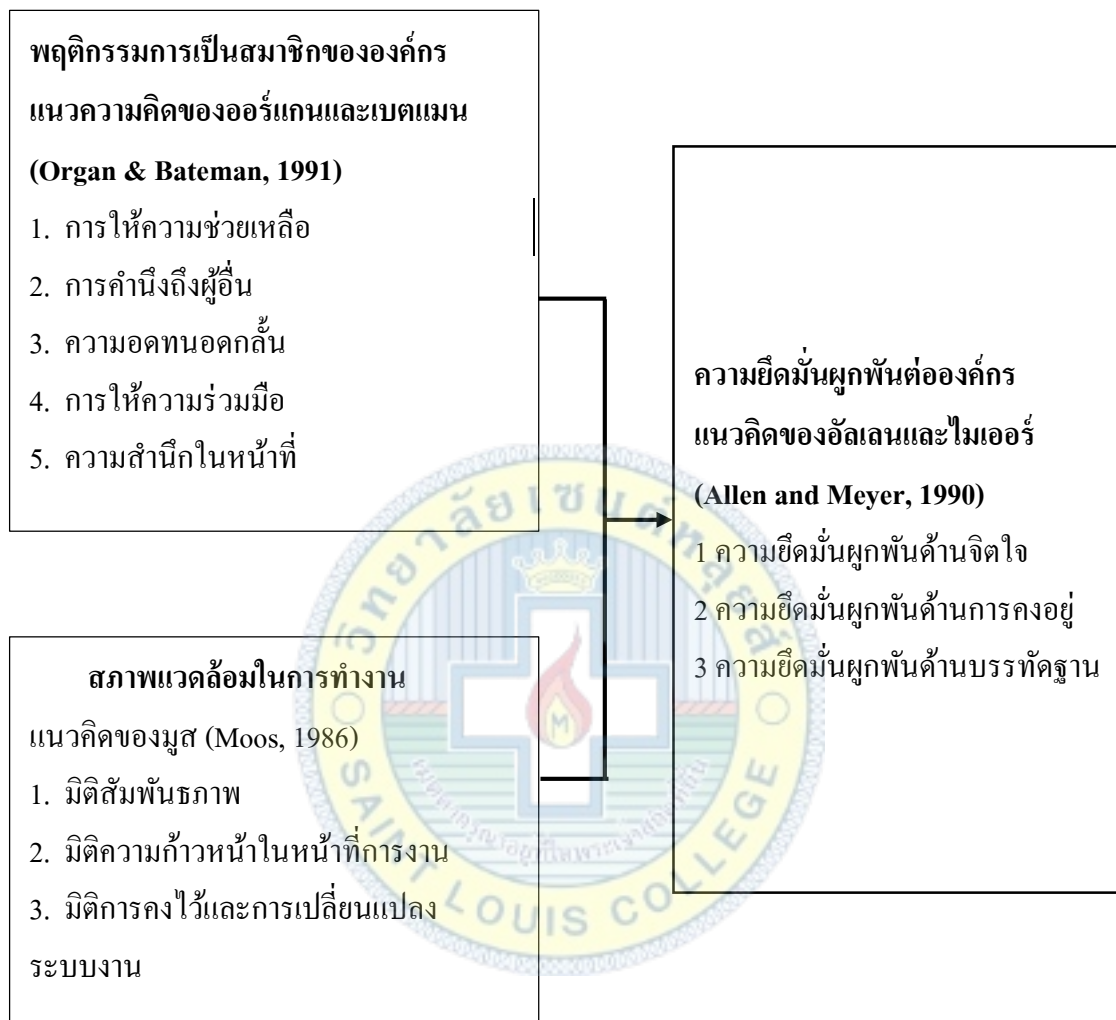 พฤติกรรมการเป็นสมาชิกขององค์กร
แนวความคิดของออร์แกนและเบตแมน
(Organ & Bateman, 1991)
1. การให้ความช่วยเหลือ
2. การคำนึงถึงผู้อื่น
3. ความอดทนอดกลั้น
4. การให้ความร่วมมือ
5. ความสำนึกในหน้าที่
สภาพแวดล้อมในการทำงาน
แนวคิดของมูส (Moos, 1986)
1. มิติสัมพันธภาพ
2. มิติความก้าวหน้าในหน้าที่การงาน
3. มิติการคงไว้และการเปลี่ยนแปลง
ระบบงาน
ความยึดมั่นผูกพันต่อองค์กร
แนวคิดของอัลเลนและไมเออร์
(Allen and Meyer, 1990)
1 ความยึดมั่นผูกพันด้านจิตใจ
2 ความยึดมั่นผูกพันด้านการคงอยู่
3 ความยึดมั่นผูกพันด้านบรรทัดฐาน
วิทยาลัยเซนต์หลุยส์
M
SAINT LOUIS COLLEGE